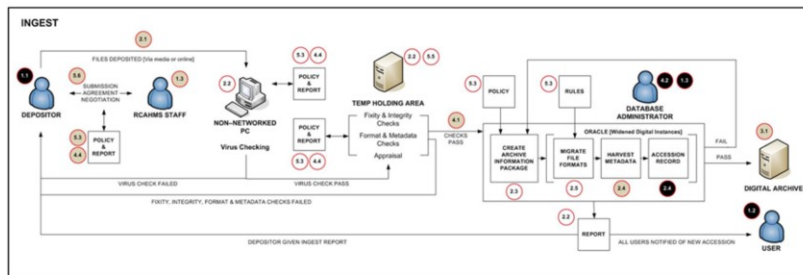 INGEST
2.1
FILES DEPOSITED [Via media or online]
1.1
DEPOSITOR
5.6
SUBMISSION
AGREEMENT
NEGOTIATION
1.3
RCAHMS STAFF
5.3
4.4
POLICY
&
REPORT
2.2
NON-NETWORKED
PC
Virus Checking
5.3
4.4
POLICY
&
REPORT
POLICY
&
REPORT
5.3
4.4
2.2
5.5
TEMP HOLDING AREA
Fixity & Integrity
Checks
Format & Metadata
Checks
Appraisal
4.1
CHECKS
PASS
VIRUS CHECK FAILED
VIRUS CHECK PASS
FIXITY, INTEGRITY, FORMAT & METADATA CHECKS FAILED
5.3
POLICY
5.3
RULES
4.2
1.3
DATABASE
ADMINISTRATOR
ORACLE [Widened Digital Instances]
CREATE
ARCHIVE
INFORMATION
PACKAGE
2.3
MIGRATE
FILE
FORMATS
2.5
HARVEST
METADATA
2.4
ACCESSION
RECORD
2.4
FAIL
PASS
3.1
DIGITAL ARCHIVE
2.2
REPORT
DEPOSITOR GIVEN INGEST REPORT
ALL USERS NOTIFIED OF NEW ACCESSION
1.2
USER